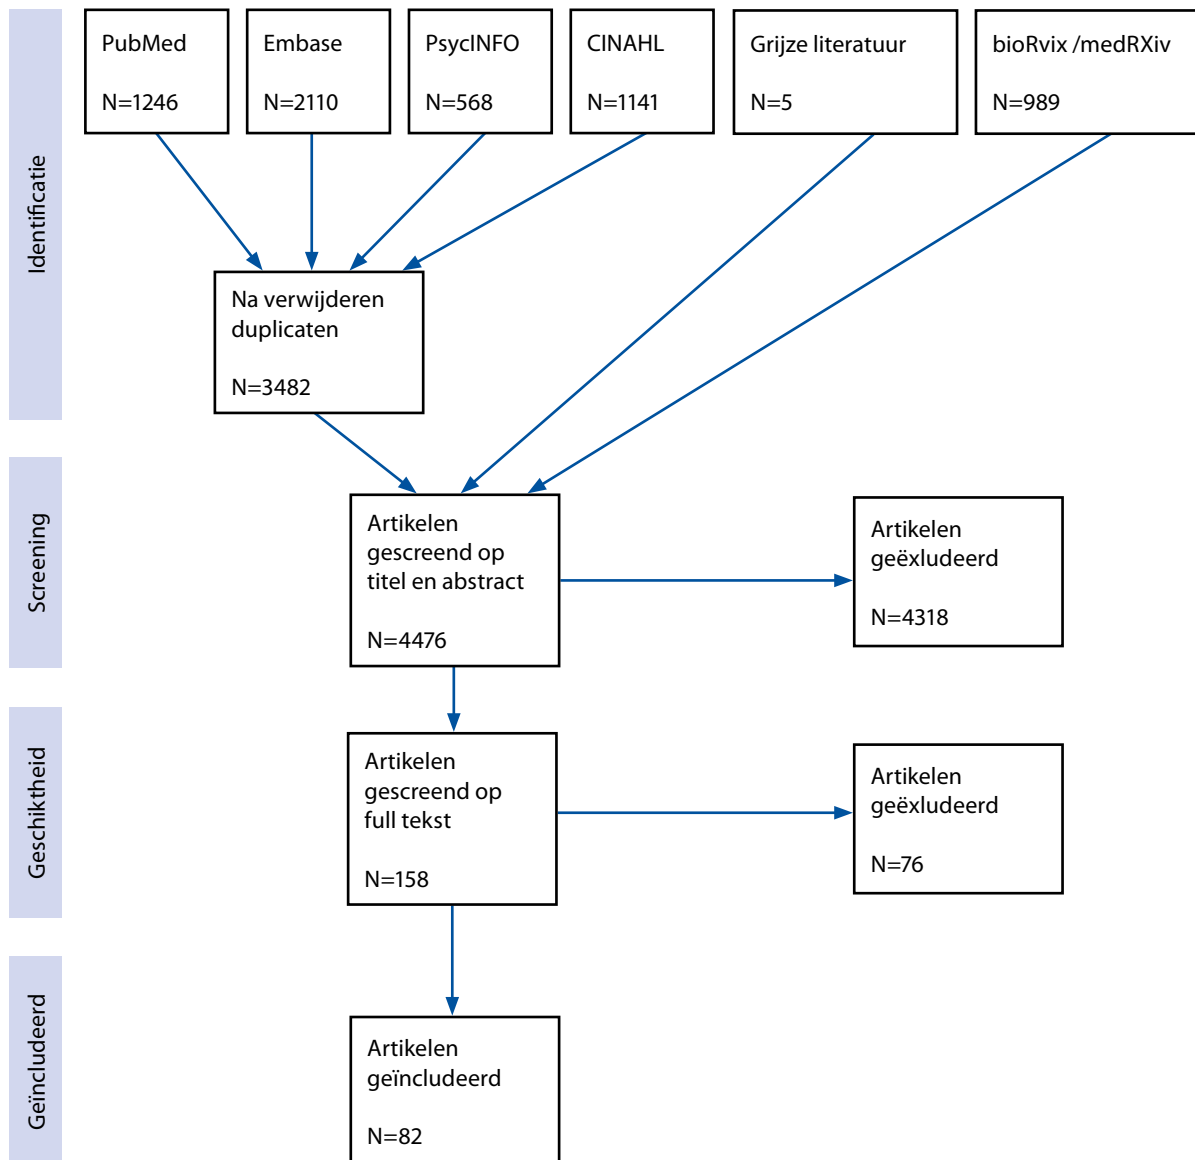 Identificatie
PubMed
N=1246
Embase
N=2110
PsycINFO
N=568
CINAHL
N=1141
Grijze literatuur
N=5
bioRvix /medRXiv
N=989
Na verwijderen
duplicaten
N=3482
Screening
Artikelen
gescreend op
titel en abstract
N=4476
Artikelen
geëxludeerd
N=4318
Geschiktheid
Artikelen
gescreend op
full tekst
N=158
Artikelen
geëxludeerd
N=76
Geïncludeerd
Artikelen
geïncludeerd
N=82